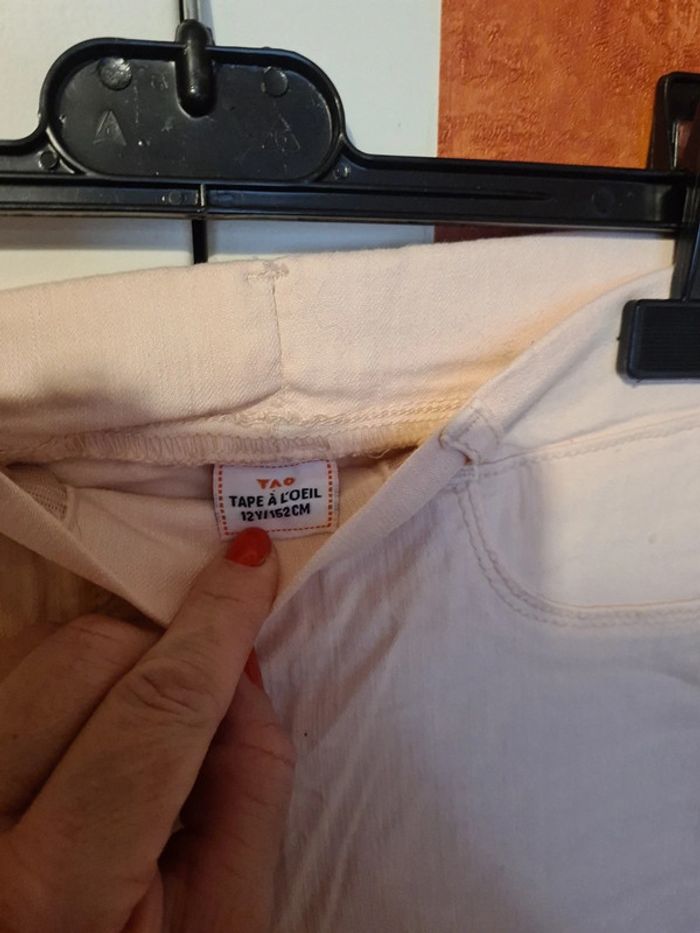 TAO
TAPE À L'OEIL
12Y/152CM